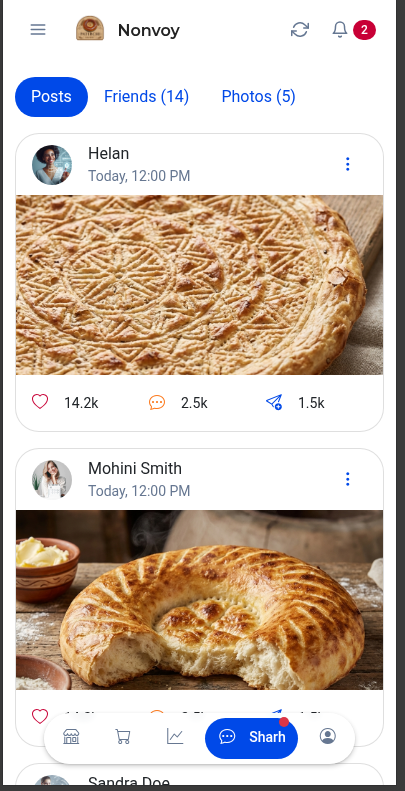 Nonvoy
2
Posts
Friends (14)
Photos (5)
Helan
Today, 12:00 PM
14.2k
2.5k
1.5k
Mohini Smith
Today, 12:00 PM
Sharh
Sandra Doe